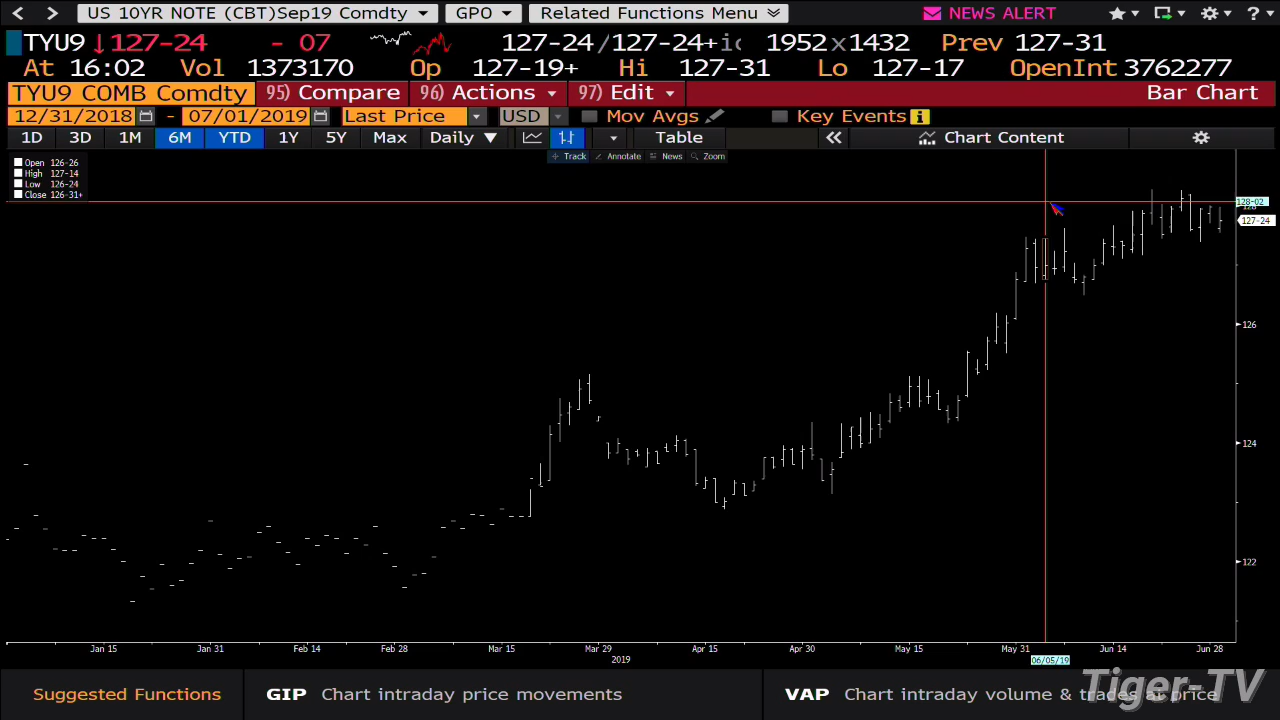 US 10YR NOTE (CBT)Sep19 Comdty GPO Related Functions Menu NEWS ALERT ?
TYU9 ↓127-24 - 07 127-24/127-24+ 1952x1432 Prev 127-31
At 16:02 Vol 1373170 Op 127-19+ Hi 127-31 Lo 127-17 OpenInt 3762277
TYU9 COMB Comdty 95) Compare 96) Actions 97) Edit Bar Chart
12/31/2018 - 07/01/2019 Last Price USD Mov Avgs Key Events i
1D 3D 1M 6M YTD 1Y 5Y Max Daily ▼ Table « Chart Content
Track Annotate News Zoom
Open 126-26
High 127-14
Low 126-24
Close 126-31+
128-02
128
127-24
126
124
122
Jan 15 Jan 31 Feb 14 Feb 28 Mar 15 Mar 29 Apr 15 Apr 30 May 15 May 31 Jun 14 Jun 28
2019 06/05/19
Suggested Functions GIP Chart intraday price movements VAP Chart intraday volume & trades at price
Tiger-TV